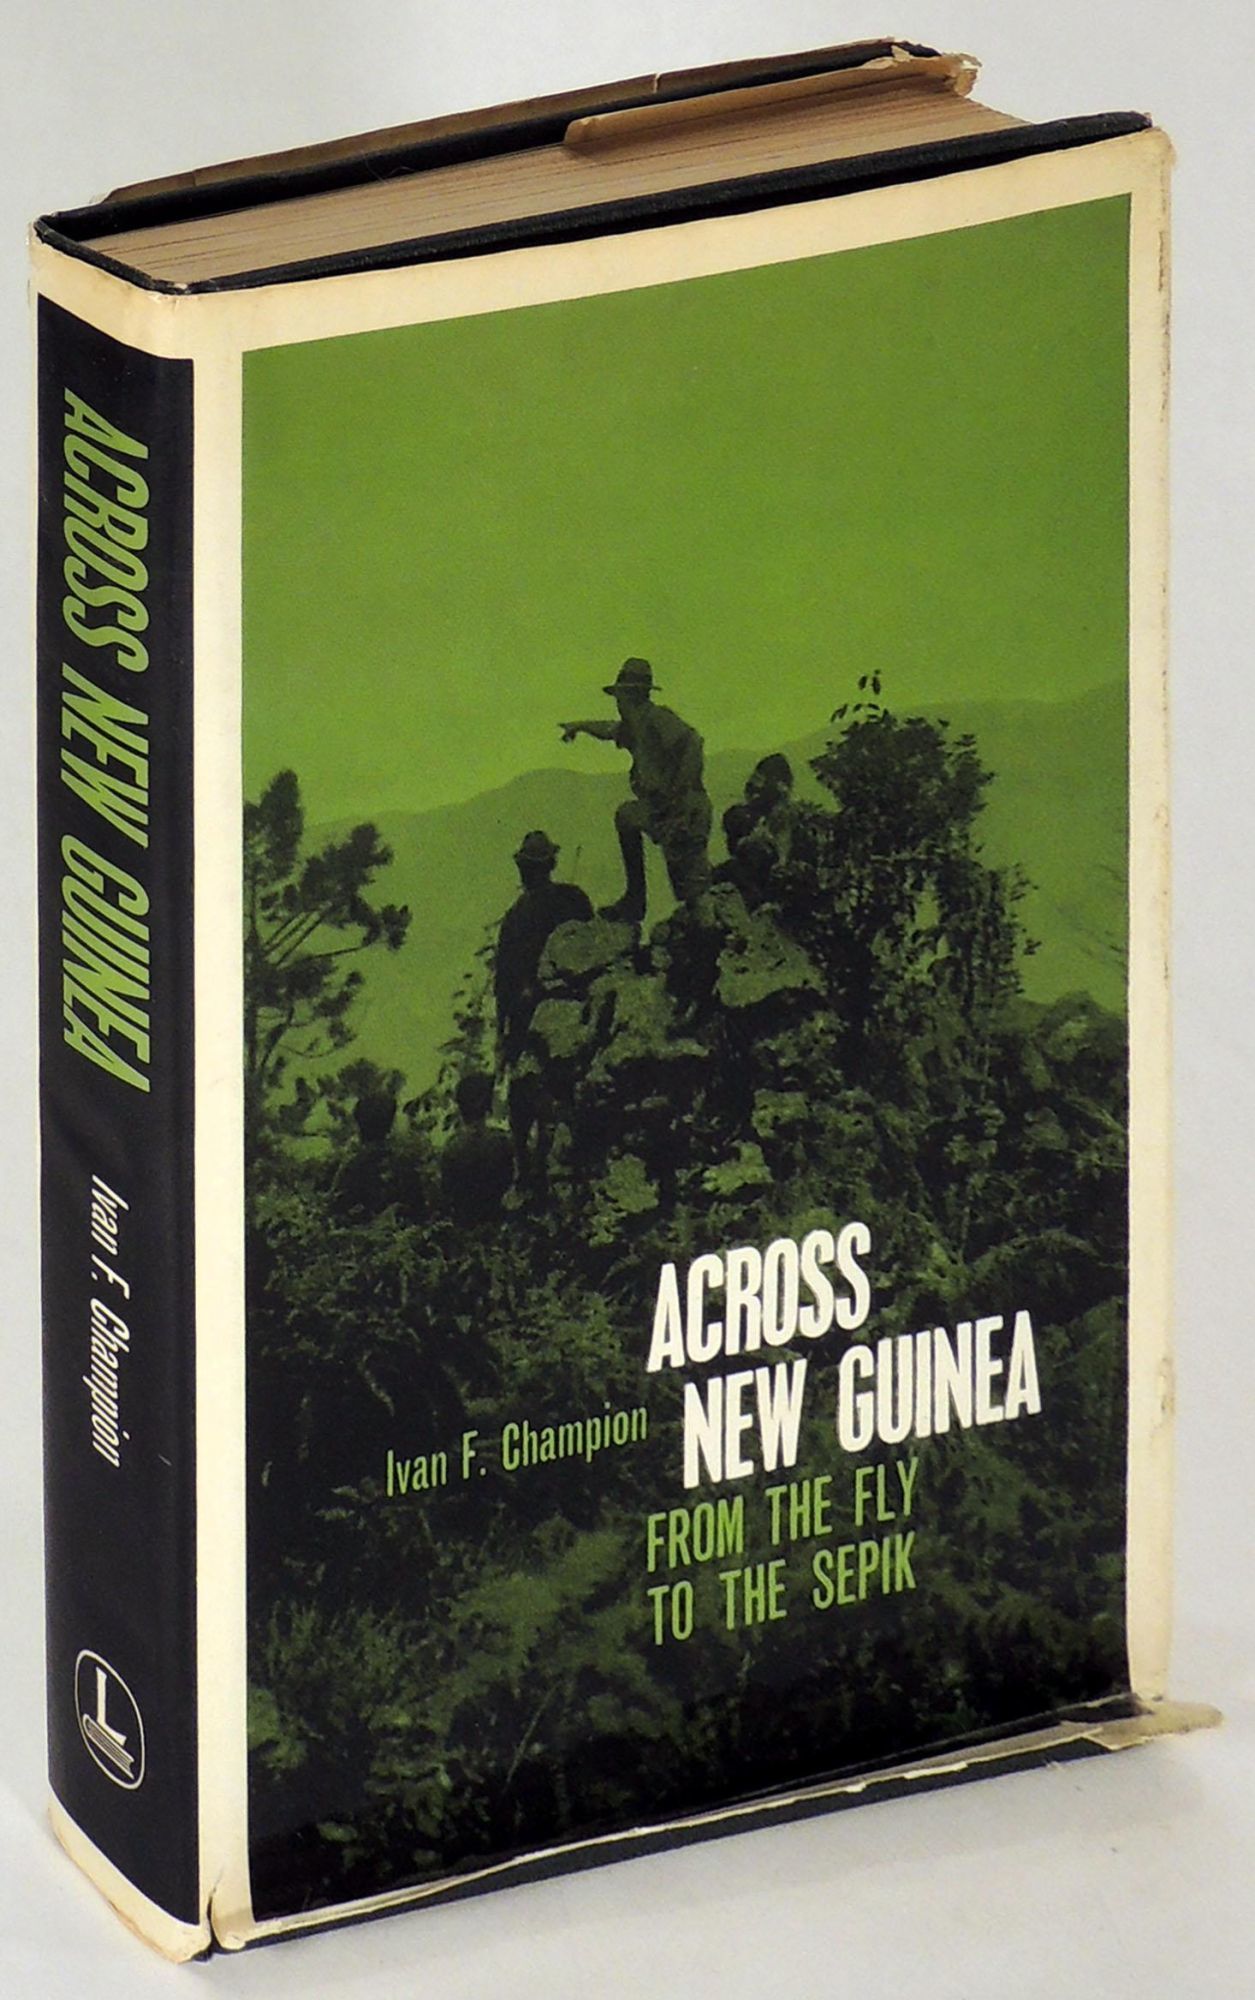 ACROSS NEW GUINEA Ivan F. Champion
L
ACROSS
NEW GUINEA
Ivan F. Champion
FROM THE FLY
TO THE SEPIK